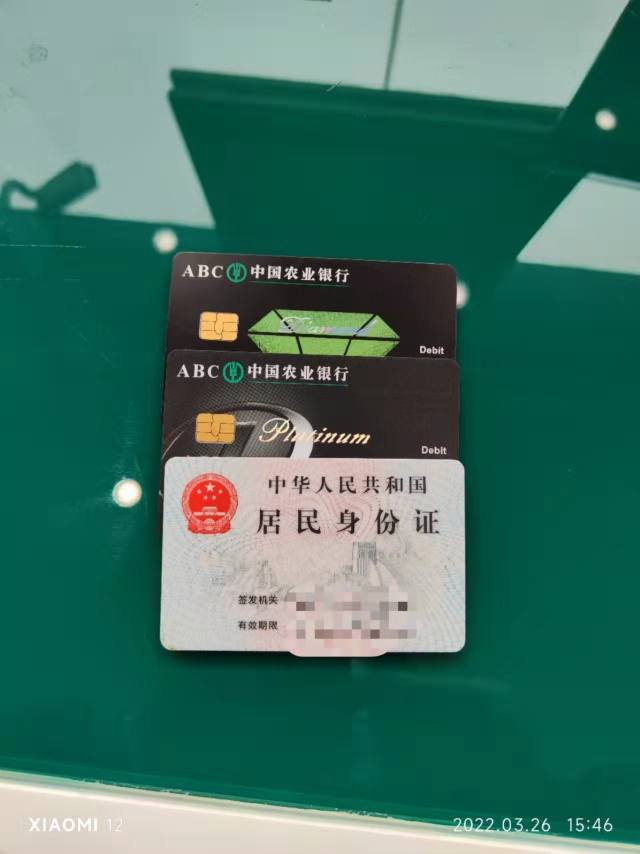 ABC 中国农业银行
Diamond
Debit
ABC 中国农业银行
Platinum
Debit
中华人民共和国
居民身份证
签发机关
有效期限
XIAOMI 12
2022.03.26 15:46